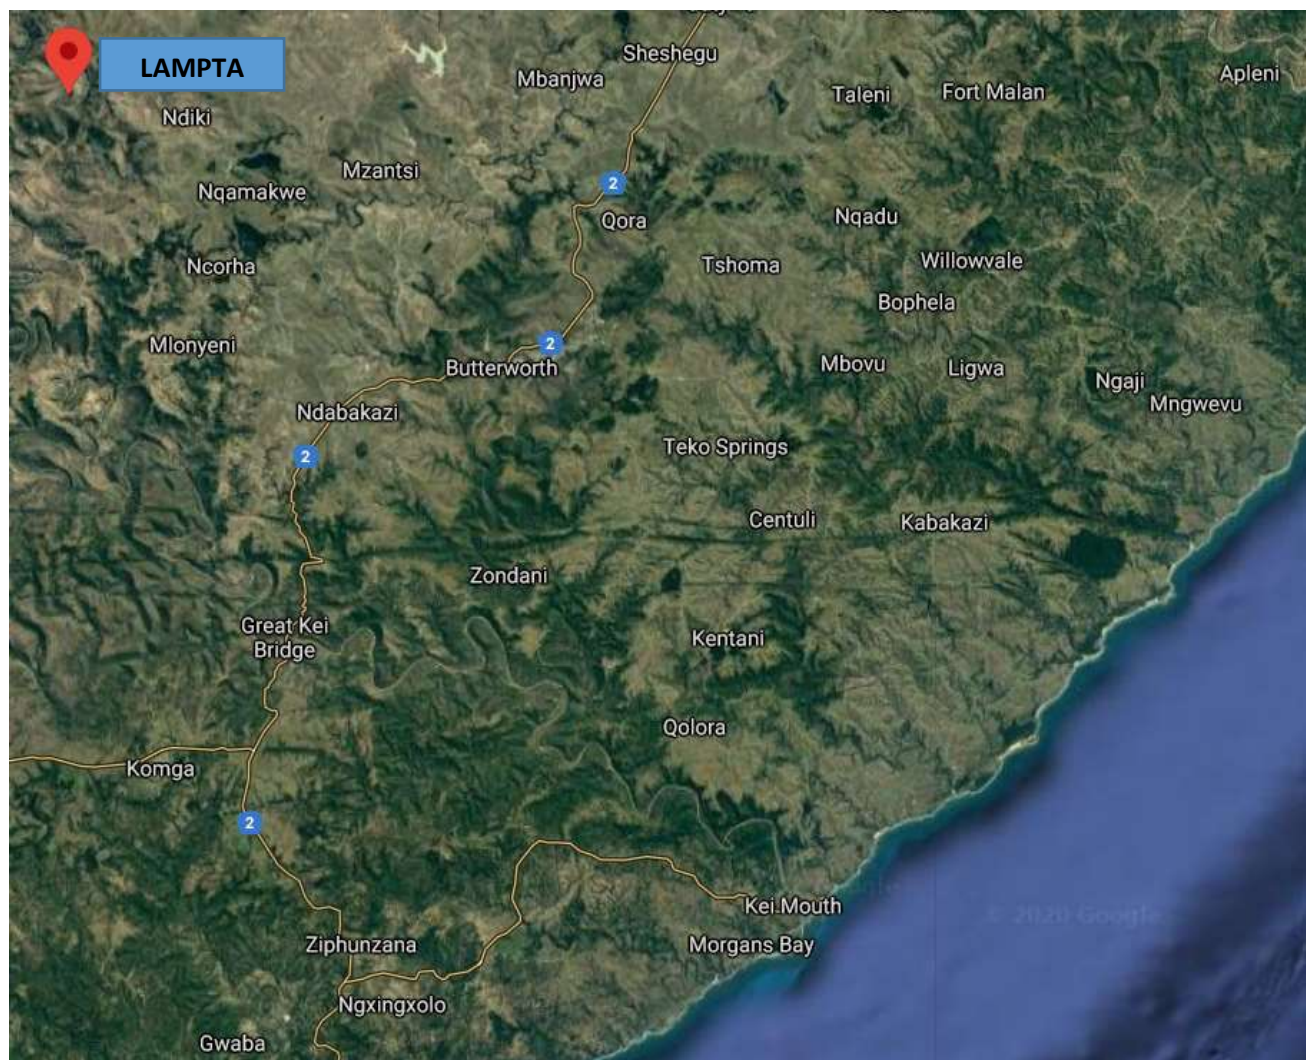 Sheshegu
LAMPTA
Mbanjwa
Apleni
Taleni
Fort Malan
Ndiki
Mzantsi
2
Nqamakwe
Qora
Nqadu
Ncorha
Tshoma
Willowvale
Bophela
Mlonyeni
2
Butterworth
Mbovu
Ligwa
Ngaji
Mngwevu
Ndabakazi
Teko Springs
2
Centuli
Kabakazi
Zondani
Great Kei
Bridge
Kentani
Qolora
Komga
2
Kei Mouth
© 2020 Google
Ziphunzana
Morgans Bay
Ngxingxolo
Gwaba